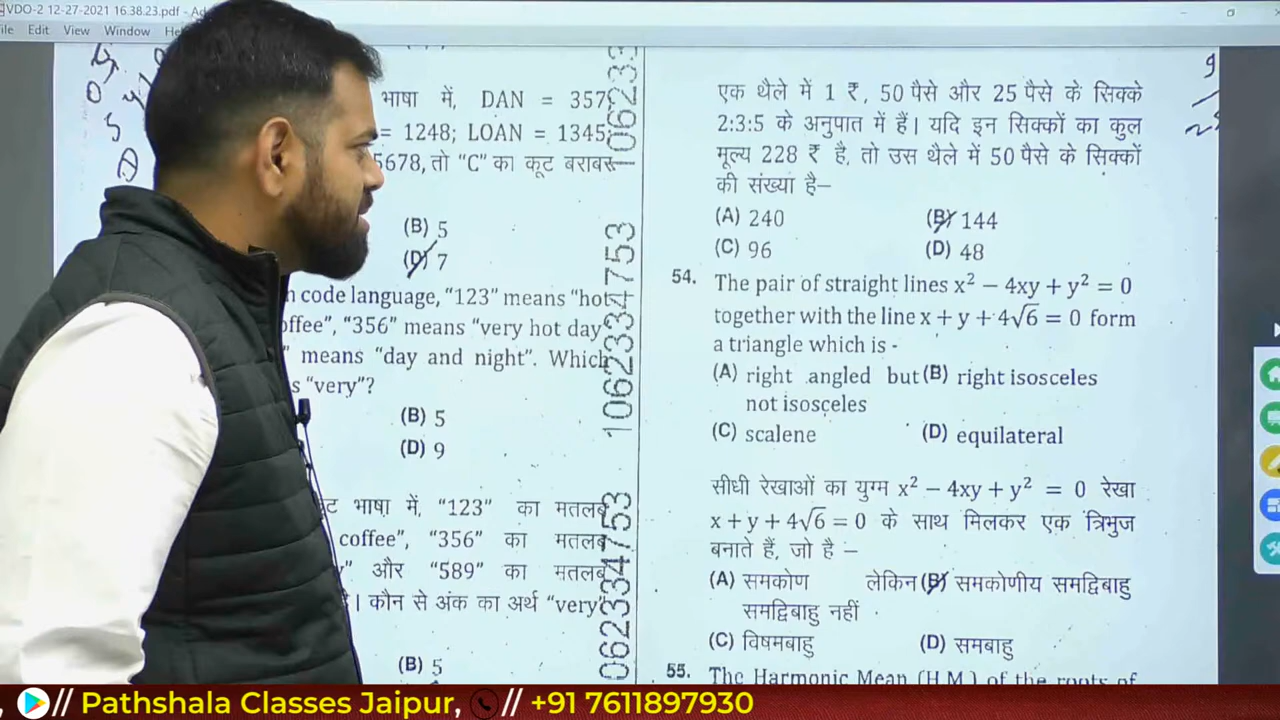 VDO-2 12-27-2021 16.38.23.pdf - Ad
File Edit View Window He
भाषा में, DAN = 357;
= 1248; LOAN = 1345;
5678, तो “C” का कूट बराबर
(B) 5
(D) 7
n code language, “123” means “hot
offee”, “356” means “very hot day
” means “day and night”. Which
s “very”?
(B) 5
(D) 9
ट भाषा में, “123” का मतलब
coffee”, “356” का मतलब
” और “589” का मतलब
है। कौन से अंक का अर्थ “very”
(B) 5
1062334753
1062334753
एक थैले में 1 ₹, 50 पैसे और 25 पैसे के सिक्के
2:3:5 के अनुपात में हैं। यदि इन सिक्कों का कुल
मूल्य 228 ₹ है, तो उस थैले में 50 पैसे के सिक्कों
की संख्या है–
(A) 240 (B) 144
(C) 96 (D) 48
54. The pair of straight lines x² − 4xy + y² = 0
together with the line x + y + 4√6 = 0 form
a triangle which is -
(A) right angled but (B) right isosceles
not isosceles
(C) scalene (D) equilateral
सीधी रेखाओं का युग्म x² − 4xy + y² = 0 रेखा
x + y + 4√6 = 0 के साथ मिलकर एक त्रिभुज
बनाते हैं, जो है –
(A) समकोण लेकिन (B) समकोणीय समद्विबाहु
समद्विबाहु नहीं
(C) विषमबाहु (D) समबाहु
55. The Harmonic Mean (H.M.) of the roots of
// Pathshala Classes Jaipur, // +91 7611897930